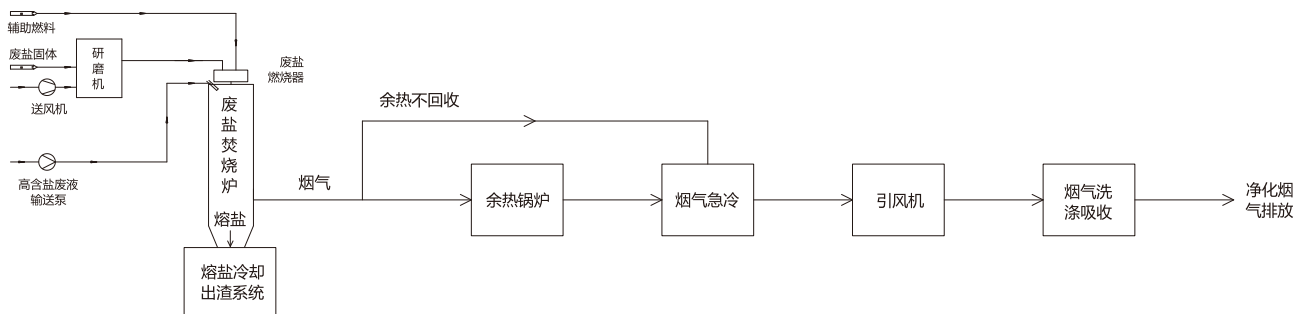 辅助燃料
废盐固体
研
磨
机
送风机
高含盐废液
输送泵
废盐
燃烧器
废
盐
焚
烧
炉
熔盐
熔盐冷却
出渣系统
烟气
余热不回收
余热锅炉
烟气急冷
引风机
烟气洗
涤吸收
净化烟
气排放